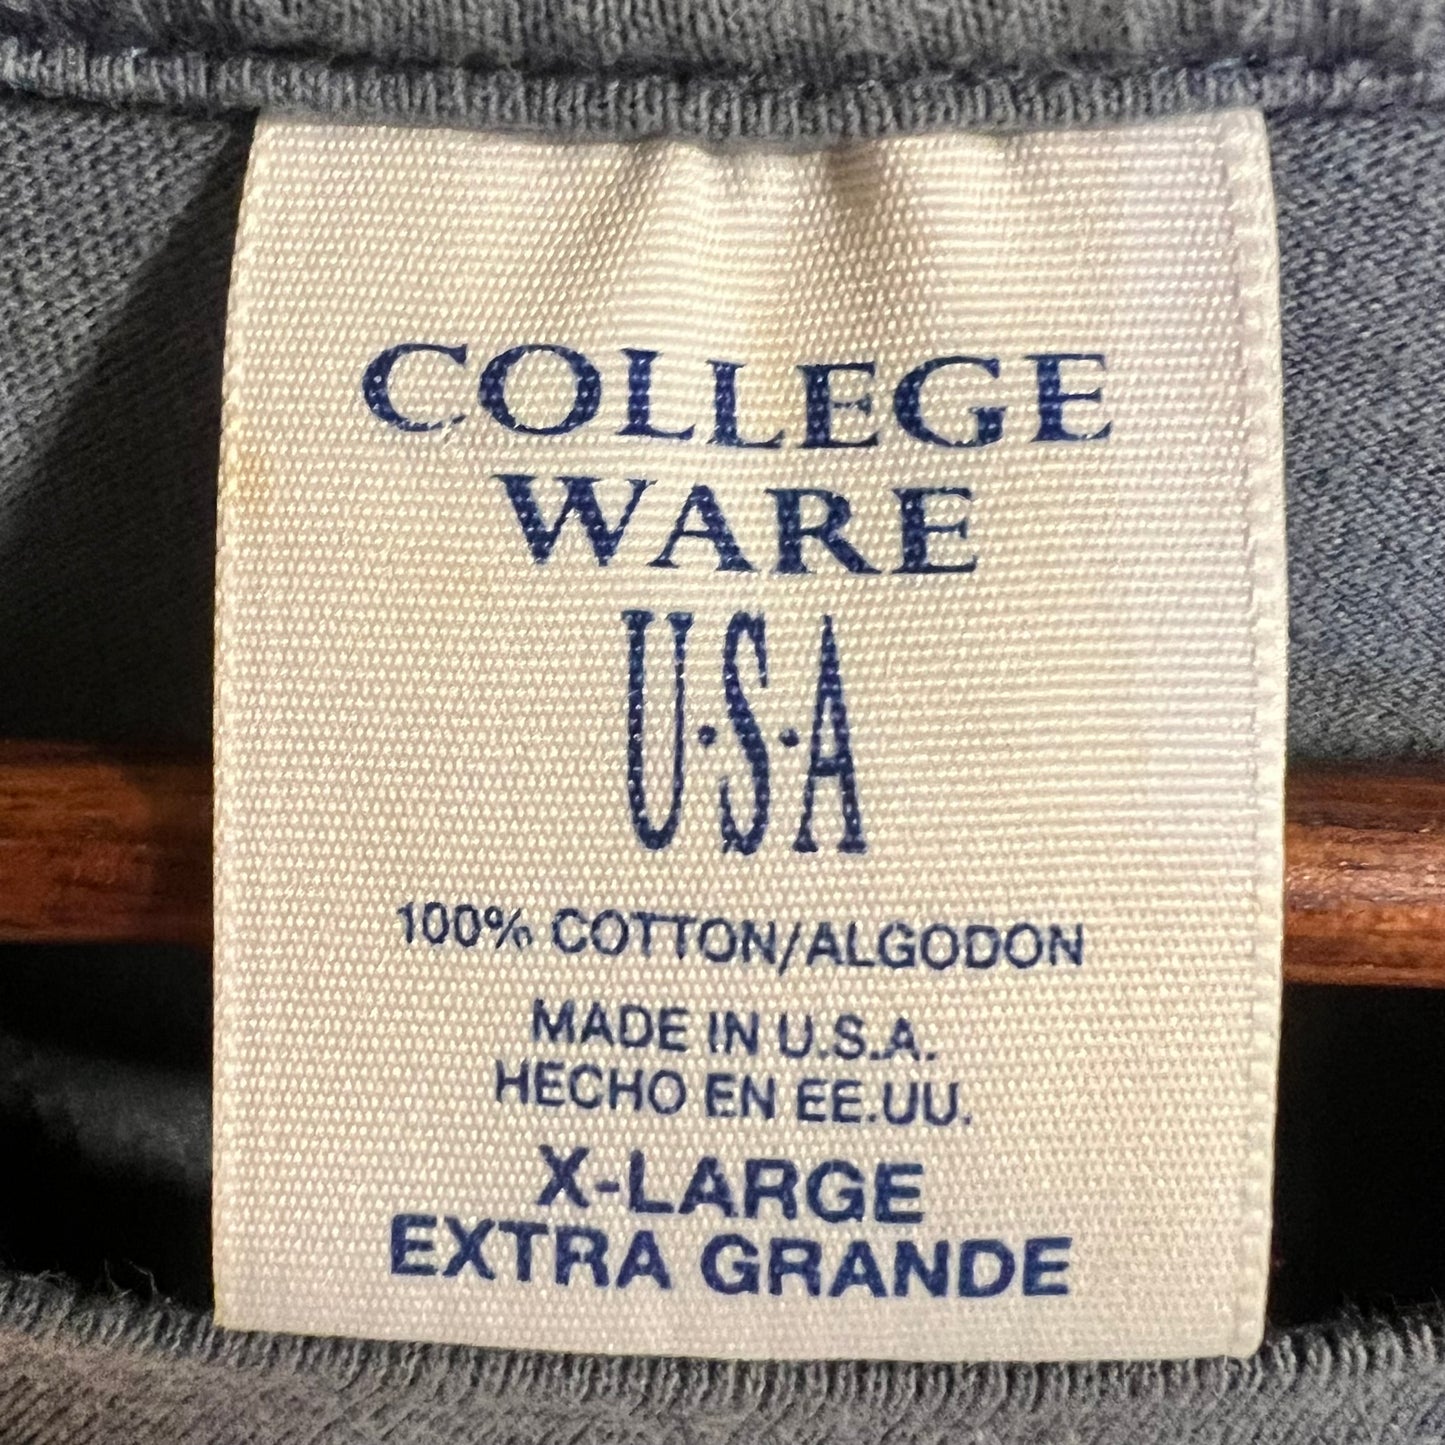 COLLEGE
WARE
U·S·A
100% COTTON/ALGODON
MADE IN U.S.A.
HECHO EN EE.UU.
X-LARGE
EXTRA GRANDE